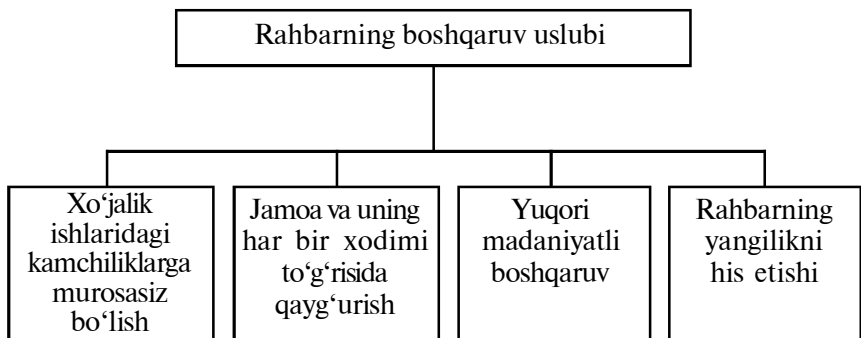 Rahbarning boshqaruv uslubi
Xo‘jalik
ishlaridagi
kamchiliklarga
murosasiz
bo‘lish
Jamoa va uning
har bir xodimi
to‘g‘risida
qayg‘urish
Yuqori
madaniyatli
boshqaruv
Rahbarning
yangilikni
his etishi